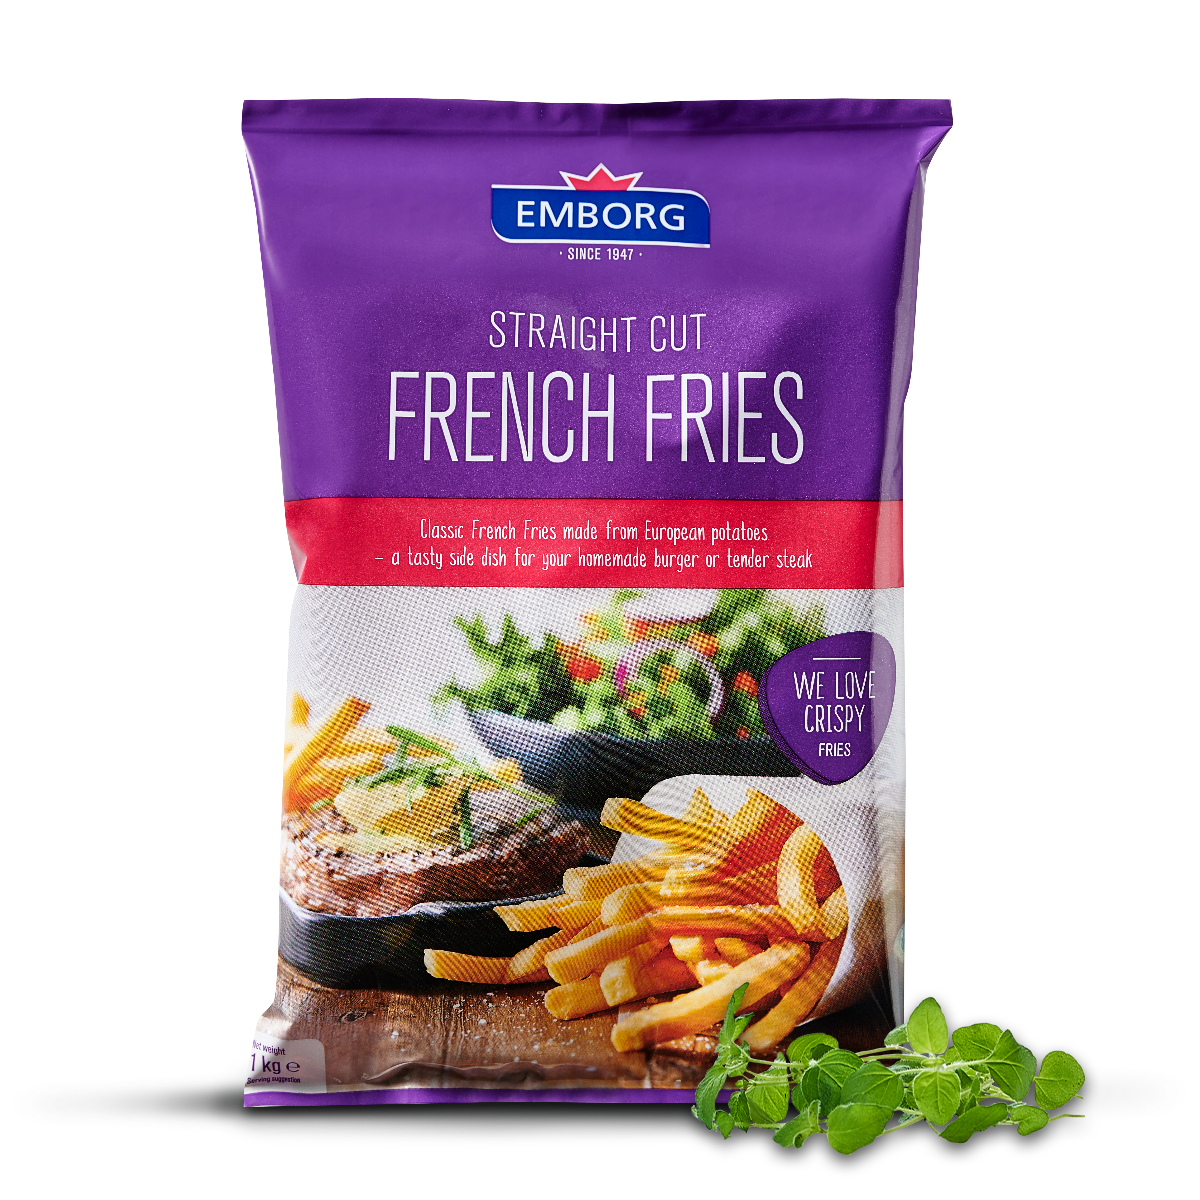 EMBORG
· SINCE 1947 ·
STRAIGHT CUT
FRENCH FRIES
Classic French Fries made from European potatoes
– a tasty side dish for your homemade burger or tender steak
WE LOVE
CRISPY
FRIES
Net weight
1 kg ℮
Serving suggestion